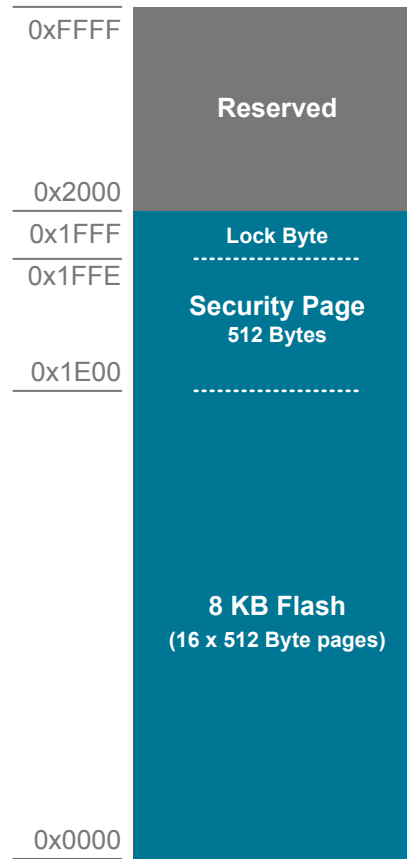 0xFFFF
Reserved
0x2000
0x1FFF
Lock Byte
0x1FFE
Security Page
512 Bytes
0x1E00
8 KB Flash
(16 x 512 Byte pages)
0x0000